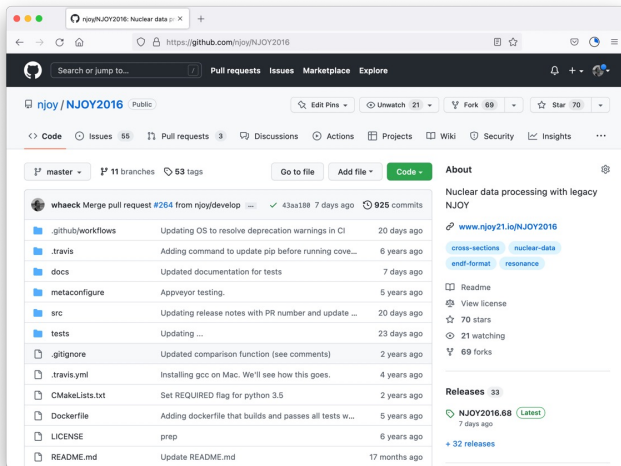 njoy/NJOY2016: Nuclear data p
https://github.com/njoy/NJOY2016
Search or jump to...
/
Pull requests Issues Marketplace Explore
njoy / NJOY2016 Public
Edit Pins Unwatch 21 Fork 69 Star 70
Code Issues 55 Pull requests 3 Discussions Actions Projects Wiki Security Insights
master 11 branches 53 tags Go to file Add file Code
whaeck Merge pull request #264 from njoy/develop ... 43aa180 7 days ago 925 commits
.github/workflows Updating OS to resolve deprecation warnings in CI 20 days ago
.travis Adding command to update pip before running cove... 6 years ago
docs Updated documentation for tests 7 days ago
metaconfigure Appveyor testing. 5 years ago
src Updating release notes with PR number and update ... 20 days ago
tests Updating ... 23 days ago
.gitignore Updated comparison function (see comments) 2 years ago
.travis.yml Installing gcc on Mac. We'll see how this goes. 4 years ago
CMakeLists.txt Set REQUIRED flag for python 3.5 2 years ago
Dockerfile Adding dockerfile that builds and passes all tests w... 5 years ago
LICENSE prep 6 years ago
README.md Update README.md 17 months ago
About
Nuclear data processing with legacy
NJOY
www.njoy21.io/NJOY2016
cross-sections nuclear-data
endf-format resonance
Readme
View license
70 stars
21 watching
69 forks
Releases 33
NJOY2016.68 Latest
7 days ago
+ 32 releases